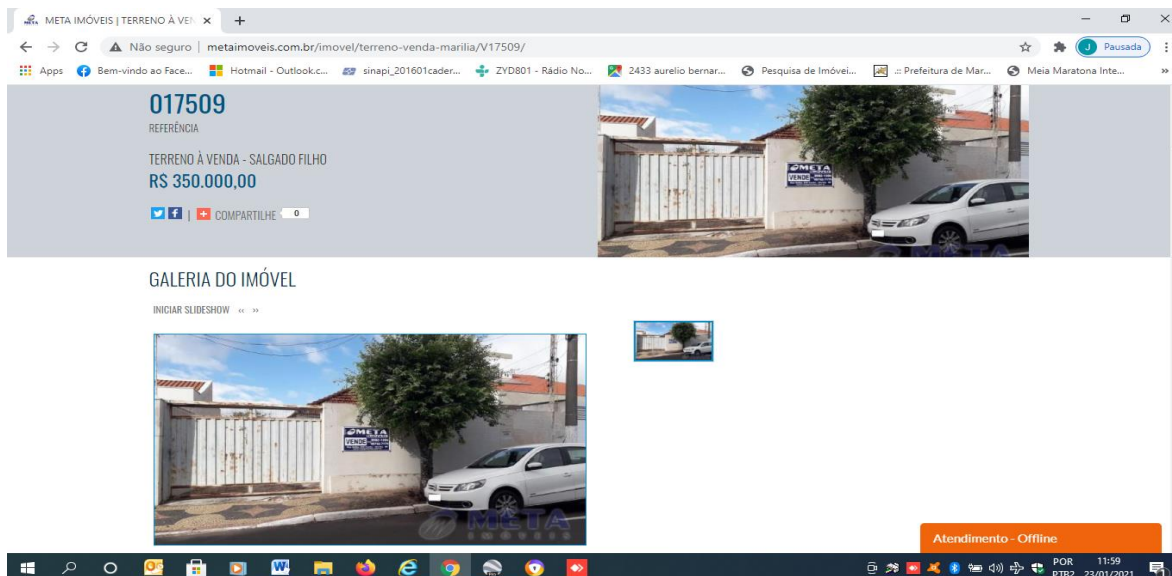 META IMÓVEIS | TERRENO À VEN
Não seguro | metaimoveis.com.br/imovel/terreno-venda-marilia/V17509/
Pausada
Apps
Bem-vindo ao Face...
Hotmail - Outlook.c...
sinapi_201601cader...
ZYD801 - Rádio No...
2433 aurelio bernar...
Pesquisa de Imóvei...
.:: Prefeitura de Mar...
Meia Maratona Inte...
017509
REFERÊNCIA
TERRENO À VENDA - SALGADO FILHO
R$ 350.000,00
COMPARTILHE 0
META
VENDE
META
GALERIA DO IMÓVEL
INICIAR SLIDESHOW « »
META
VENDE
META
IMÓVEIS
Atendimento - Offline
POR 11:59
PTB2 23/01/2021